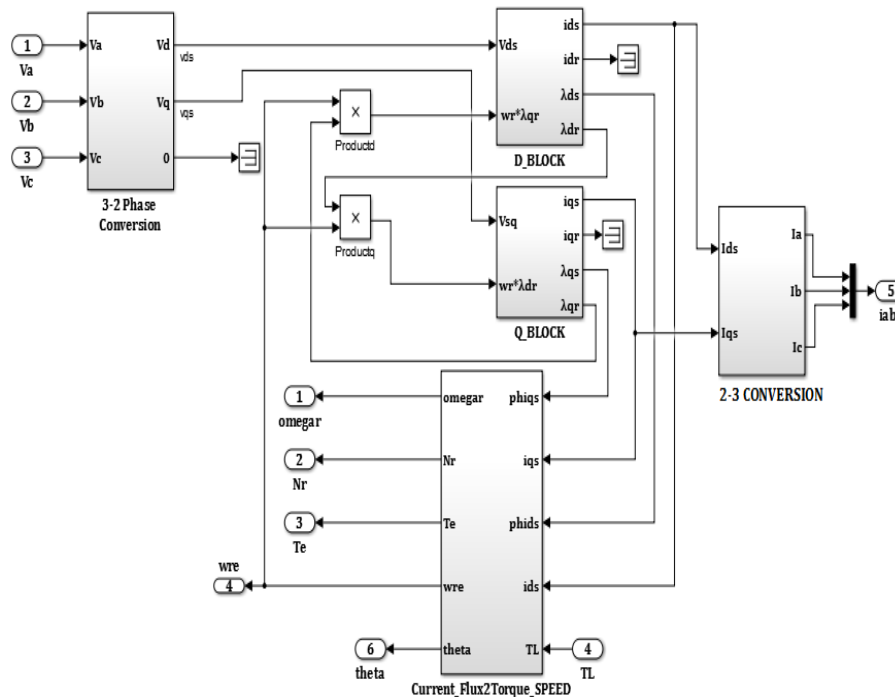 1
Va
2
Vb
3
Vc
Va
Vb
Vc
Vd
Vq
0
3-2 Phase
Conversion
vds
vqs
×
Productd
×
Productq
Vds
wr*λqr
ids
idr
λds
λdr
D_BLOCK
Vsq
wr*λdr
iqs
iqr
λqs
λqr
Q_BLOCK
Ids
Iqs
Ia
Ib
Ic
2-3 CONVERSION
5
iab
1
omegar
2
Nr
3
Te
wre
4
6
theta
omegar
Nr
Te
wre
theta
phiqs
iqs
phids
ids
TL
Current_Flux2Torque_SPEED
4
TL